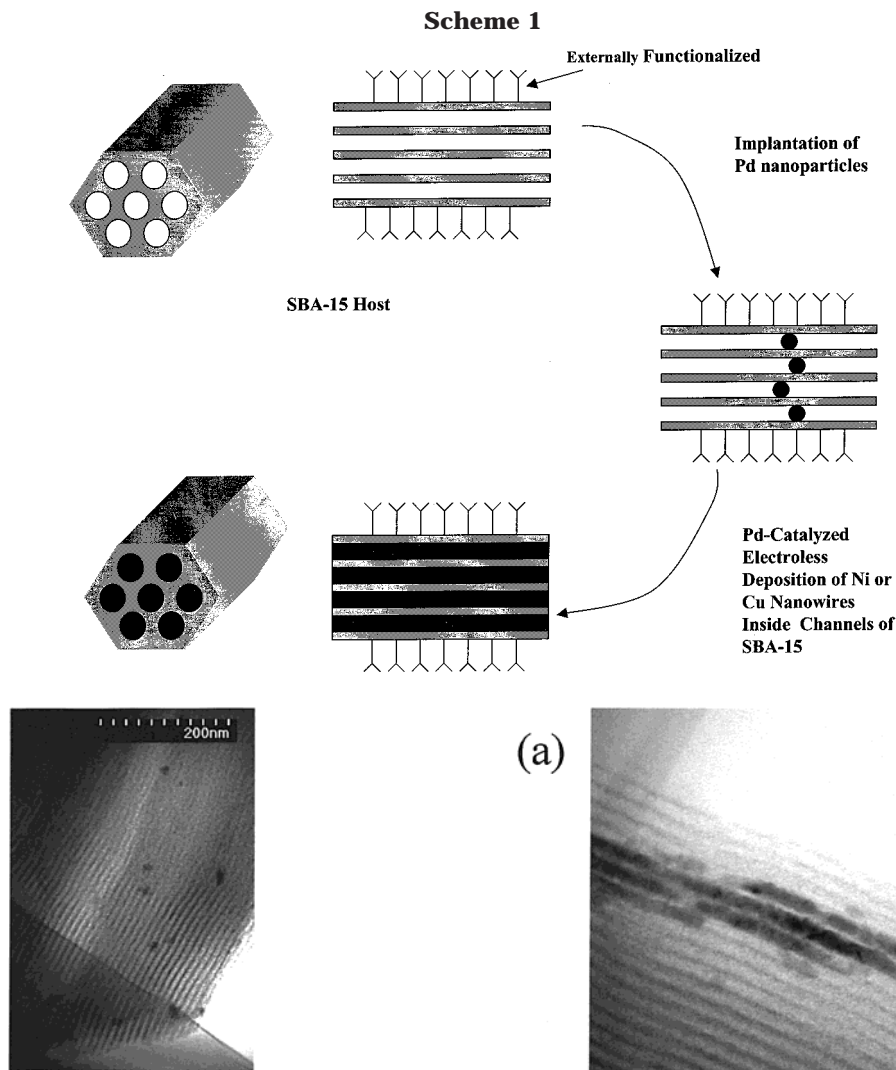 Scheme 1
Externally Functionalized
Implantation of
Pd nanoparticles
SBA-15 Host
Pd-Catalyzed
Electroless
Deposition of Ni or
Cu Nanowires
Inside Channels of
SBA-15
200nm
(a)